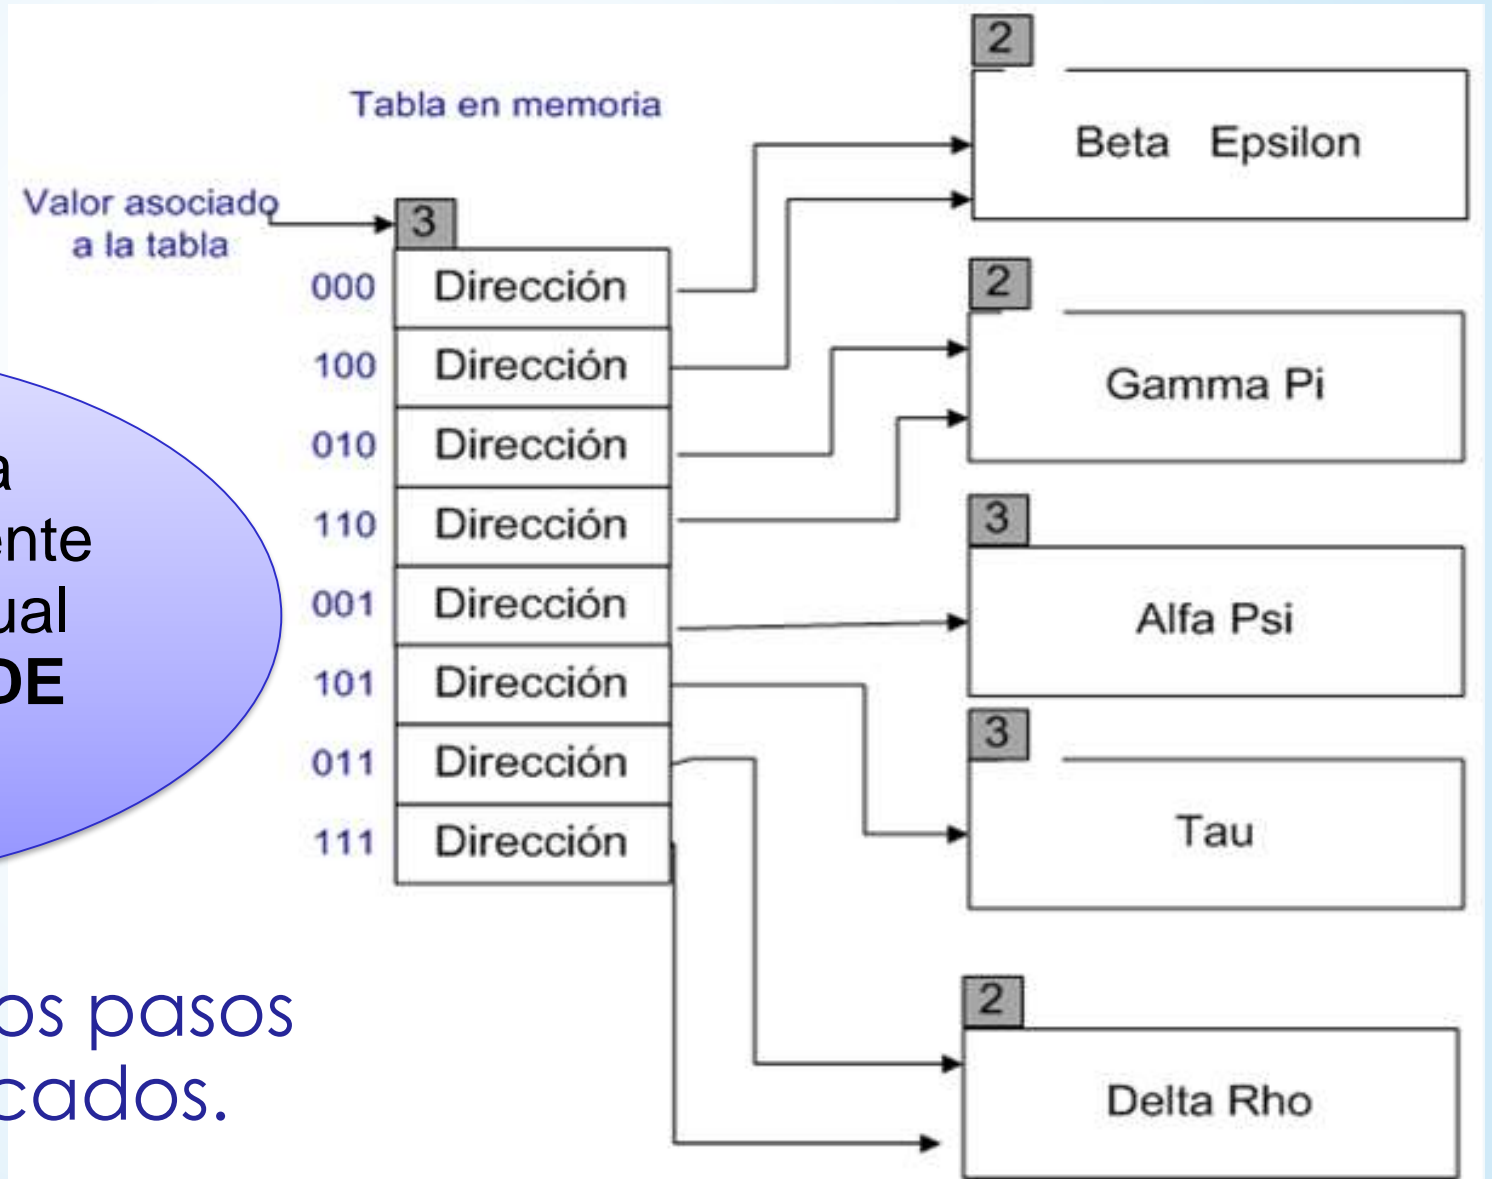 Tabla en memoria
Valor asociado
a la tabla
3
000 Dirección
100 Dirección
010 Dirección
110 Dirección
001 Dirección
101 Dirección
011 Dirección
111 Dirección
2
Beta Epsilon
2
Gamma Pi
3
Alfa Psi
3
Tau
2
Delta Rho
a
ente
ual
DE
os pasos
cados.